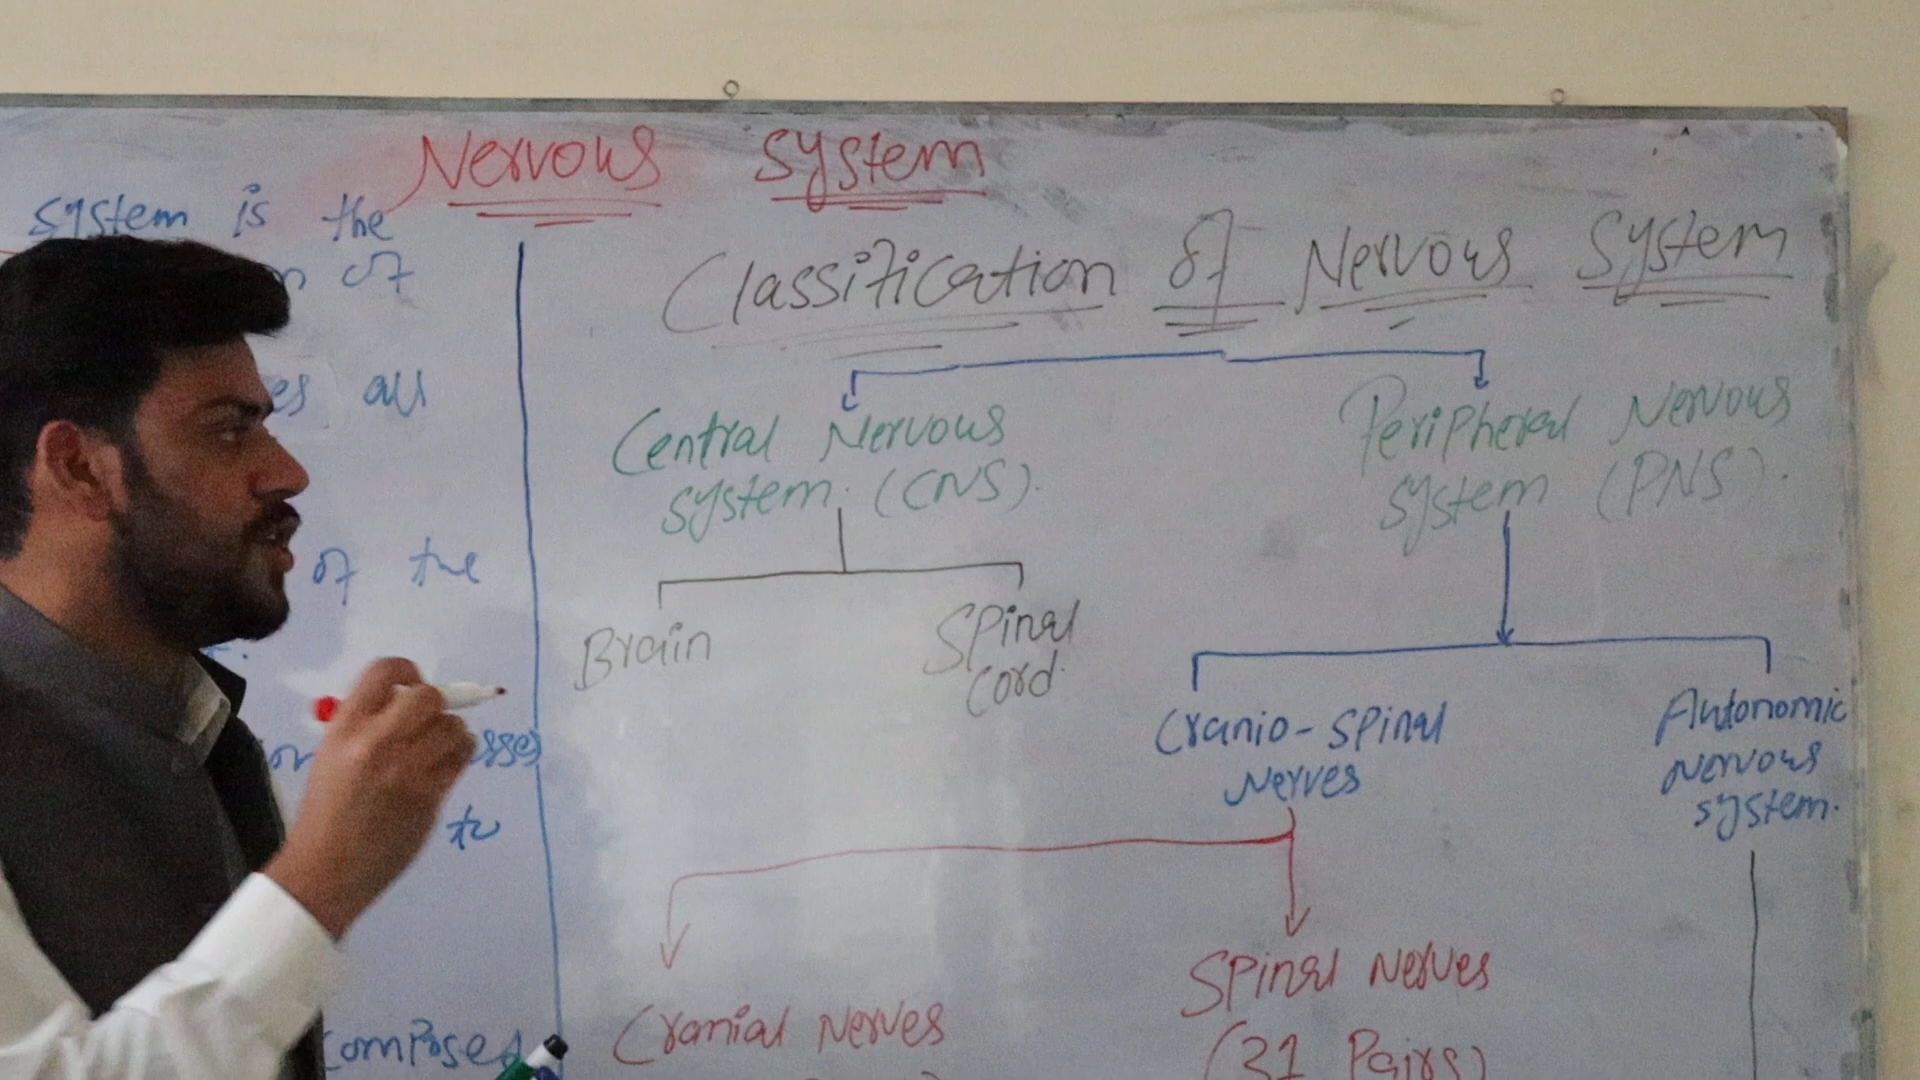 Nervous System
system is the
of
es all
of the
to
composed
Classification of Nervous System
Central Nervous
system. (CNS).
Peripheral Nervous
system (PNS).
Brain
Spinal
cord.
Cranio-spinal
Nerves
Autonomic
Nervous
system.
Cranial Nerves
Spinal Nerves
(31 Pairs)